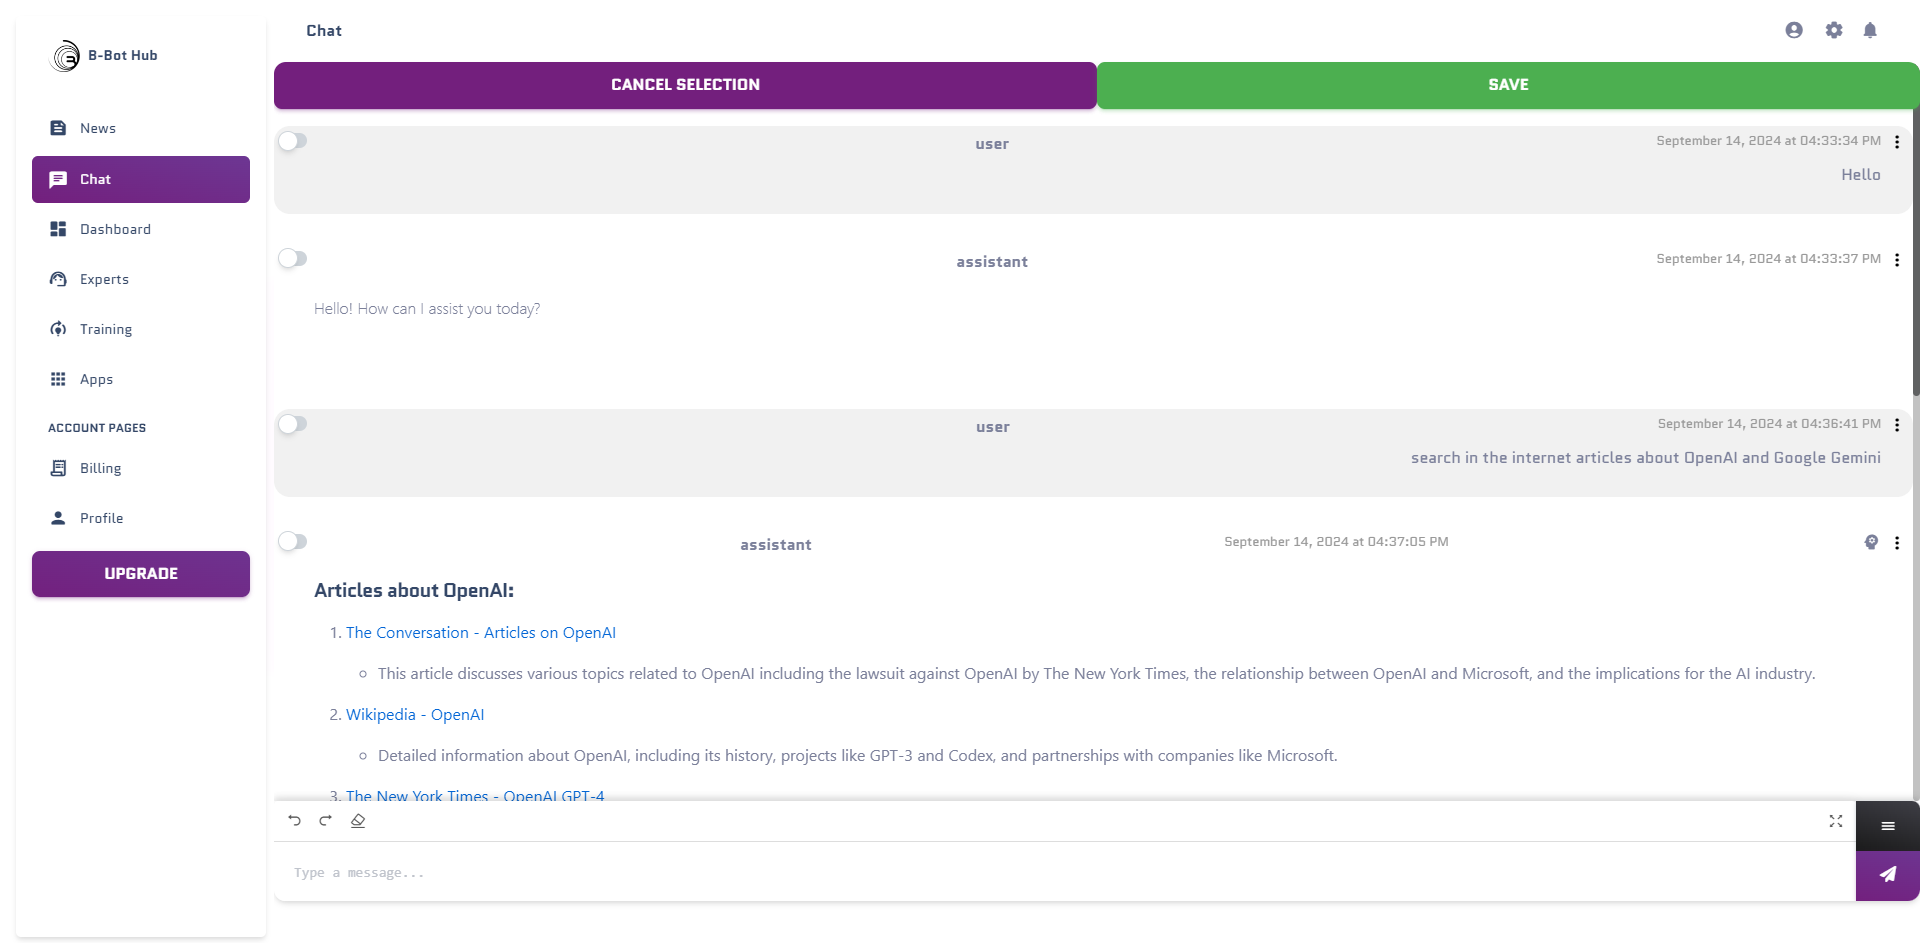 B-Bot Hub
News
Chat
Dashboard
Experts
Training
Apps
ACCOUNT PAGES
Billing
Profile
UPGRADE
Chat
CANCEL SELECTION
SAVE
user
September 14, 2024 at 04:33:34 PM
Hello
assistant
September 14, 2024 at 04:33:37 PM
Hello! How can I assist you today?
user
September 14, 2024 at 04:36:41 PM
search in the internet articles about OpenAI and Google Gemini
assistant
September 14, 2024 at 04:37:05 PM
Articles about OpenAI:
1. The Conversation - Articles on OpenAI
This article discusses various topics related to OpenAI including the lawsuit against OpenAI by The New York Times, the relationship between OpenAI and Microsoft, and the implications for the AI industry.
2. Wikipedia - OpenAI
Detailed information about OpenAI, including its history, projects like GPT-3 and Codex, and partnerships with companies like Microsoft.
3. The New York Times - OpenAI GPT-4
Type a message...